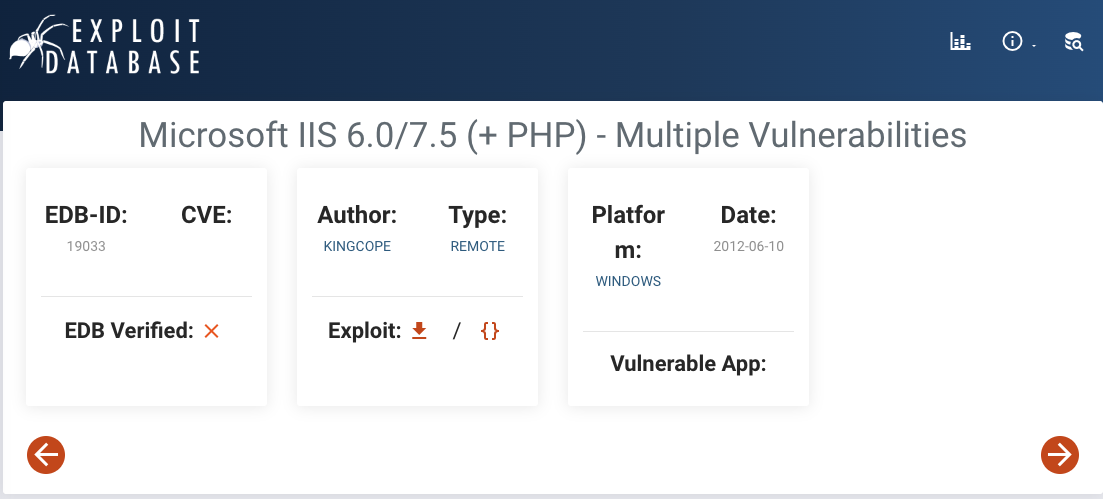 EXPLOIT
DATABASE
Microsoft IIS 6.0/7.5 (+ PHP) - Multiple Vulnerabilities
EDB-ID:
19033
CVE:
EDB Verified:
Author:
KINGCOPE
Type:
REMOTE
Exploit: / {}
Platfor
m:
WINDOWS
Date:
2012-06-10
Vulnerable App: